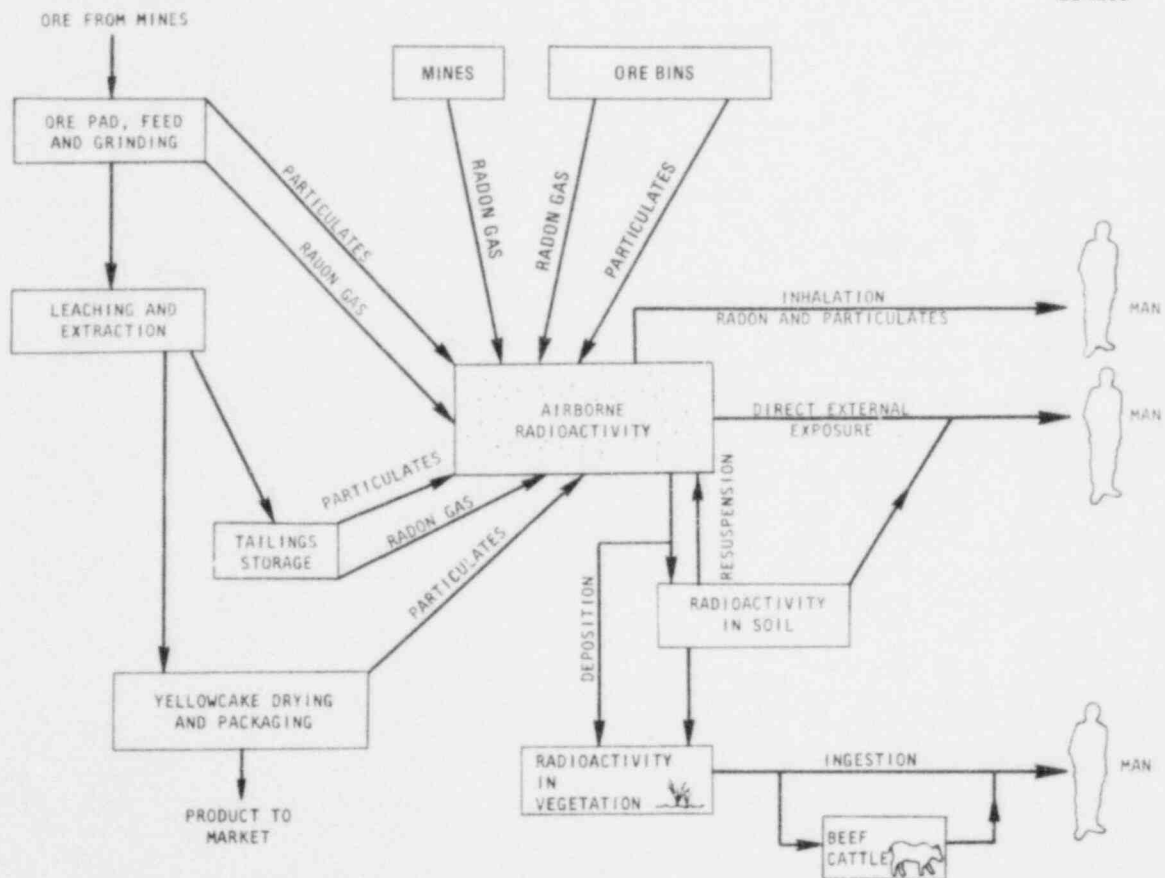 ORE FROM MINES
MINES
ORE BINS
ORE PAD, FEED
AND GRINDING
PARTICULATES
RADON GAS
RADON GAS
RADON GAS
PARTICULATES
LEACHING AND
EXTRACTION
INHALATION
RADON AND PARTICULATES
MAN
AIRBORNE
RADIOACTIVITY
DIRECT EXTERNAL
EXPOSURE
MAN
PARTICULATES
RADON GAS
TAILINGS
STORAGE
PARTICULATES
RESUSPENSION
DEPOSITION
RADIOACTIVITY
IN SOIL
YELLOWCAKE DRYING
AND PACKAGING
RADIOACTIVITY
IN
VEGETATION
INGESTION
MAN
PRODUCT TO
MARKET
BEEF
CATTLE